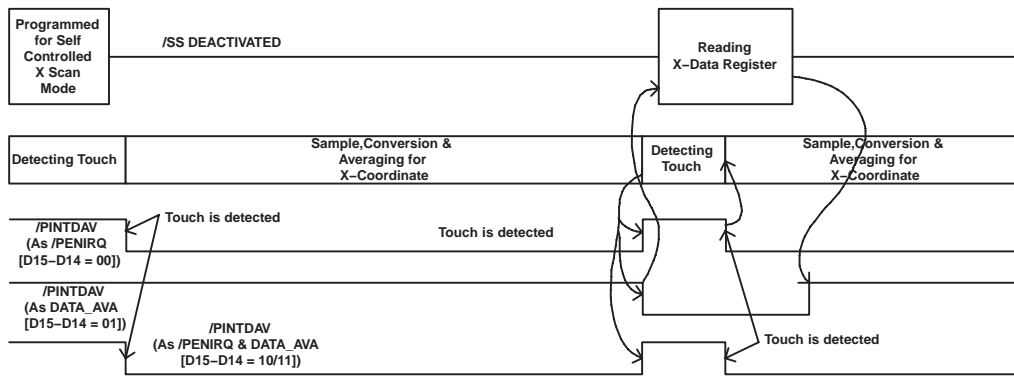 Programmed
for Self
Controlled
X Scan
Mode
/SS DEACTIVATED
Reading
X–Data Register
Detecting Touch
Sample,Conversion &
Averaging for
X–Coordinate
Detecting
Touch
Sample,Conversion &
Averaging for
X–Coordinate
/PINTDAV
(As /PENIRQ
[D15–D14 = 00])
Touch is detected
Touch is detected
/PINTDAV
(As DATA_AVA
[D15–D14 = 01])
/PINTDAV
(As /PENIRQ & DATA_AVA
[D15–D14 = 10/11])
Touch is detected